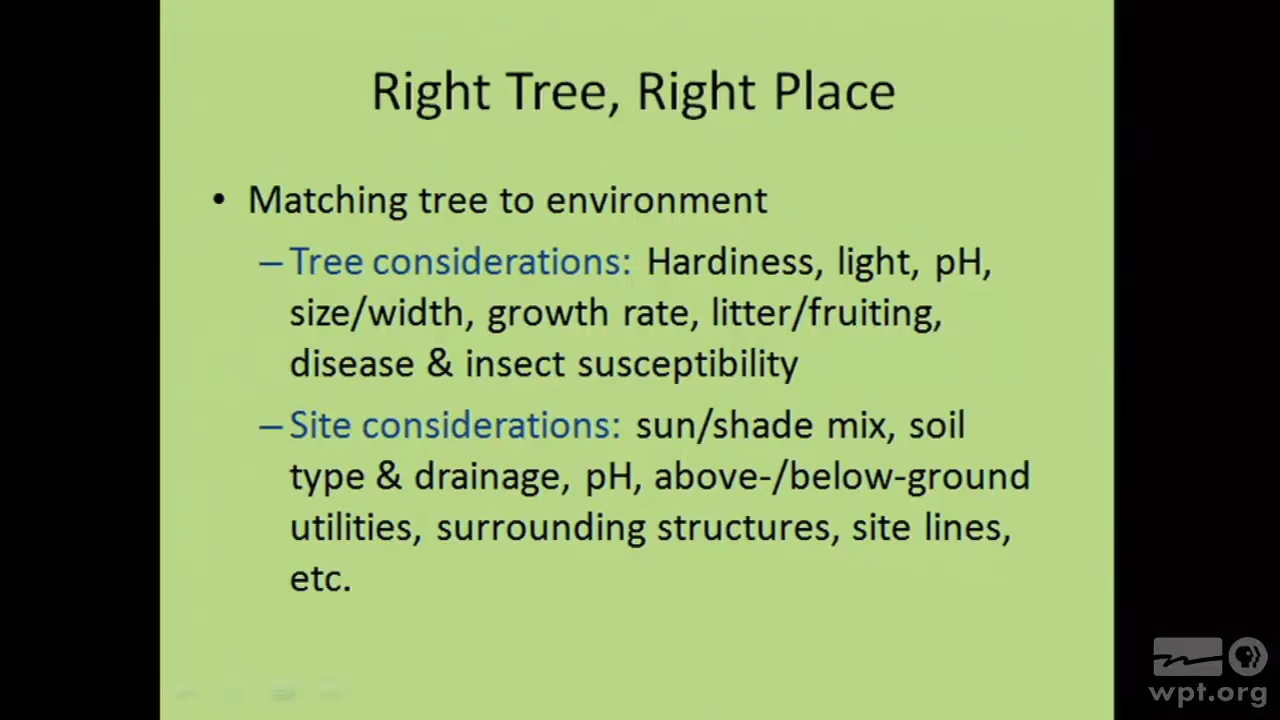 Right Tree, Right Place
• Matching tree to environment
– Tree considerations: Hardiness, light, pH,
size/width, growth rate, litter/fruiting,
disease & insect susceptibility
– Site considerations: sun/shade mix, soil
type & drainage, pH, above-/below-ground
utilities, surrounding structures, site lines,
etc.
wpt.org